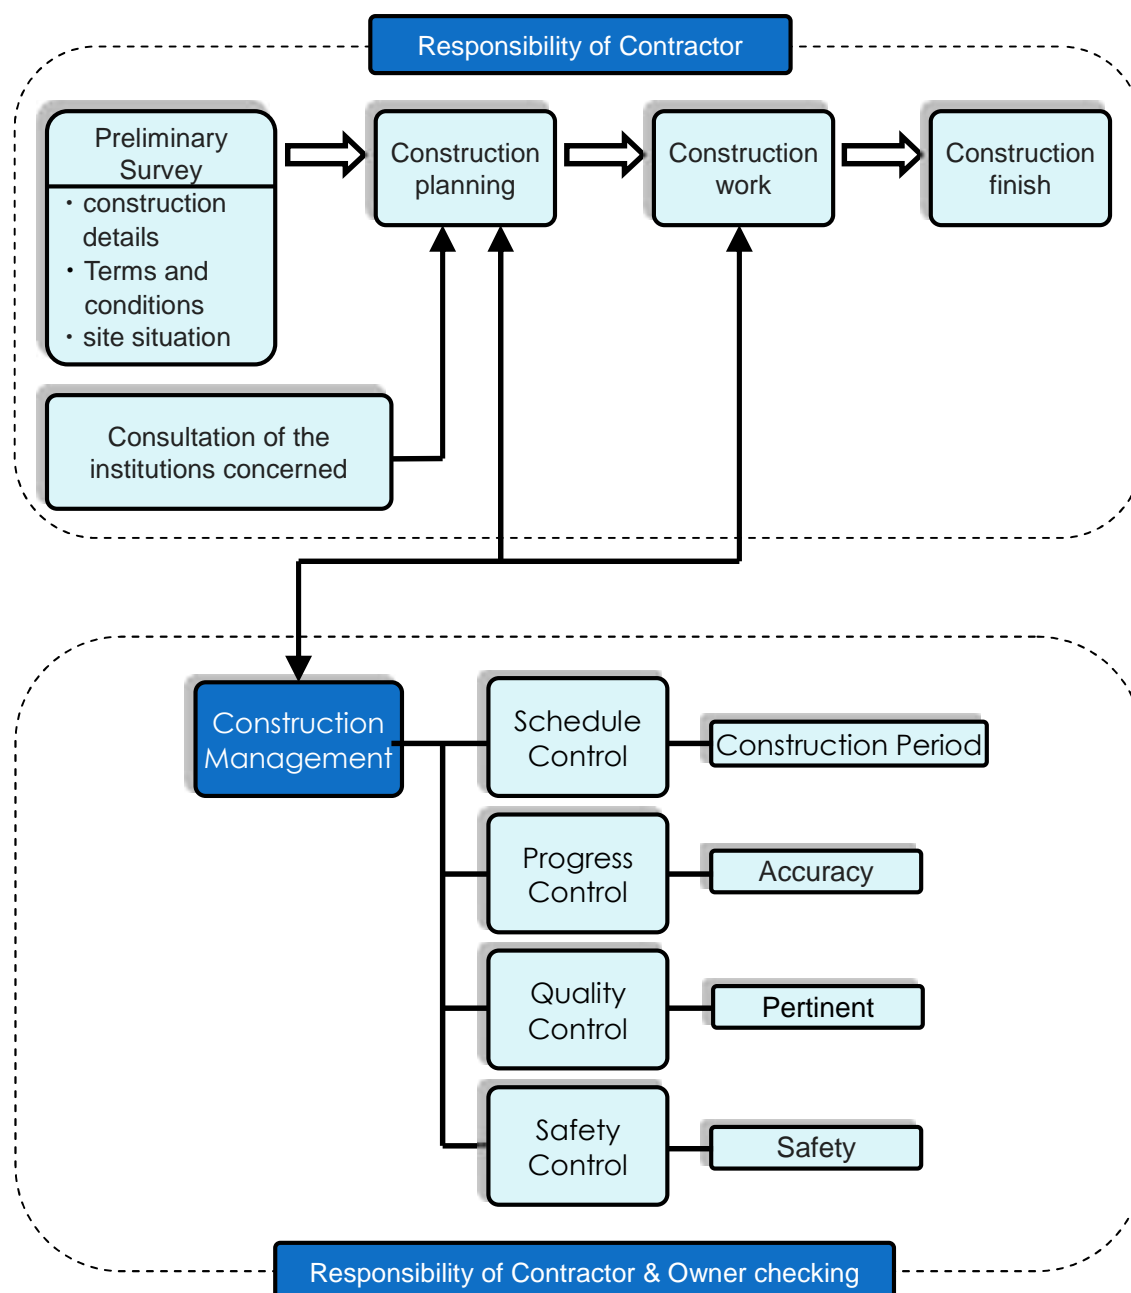 Responsibility of Contractor
Preliminary
Survey
・construction
details
・Terms and
conditions
・site situation
Construction
planning
Construction
work
Construction
finish
Consultation of the
institutions concerned
Construction
Management
Schedule
Control
Construction Period
Progress
Control
Accuracy
Quality
Control
Pertinent
Safety
Control
Safety
Responsibility of Contractor & Owner checking